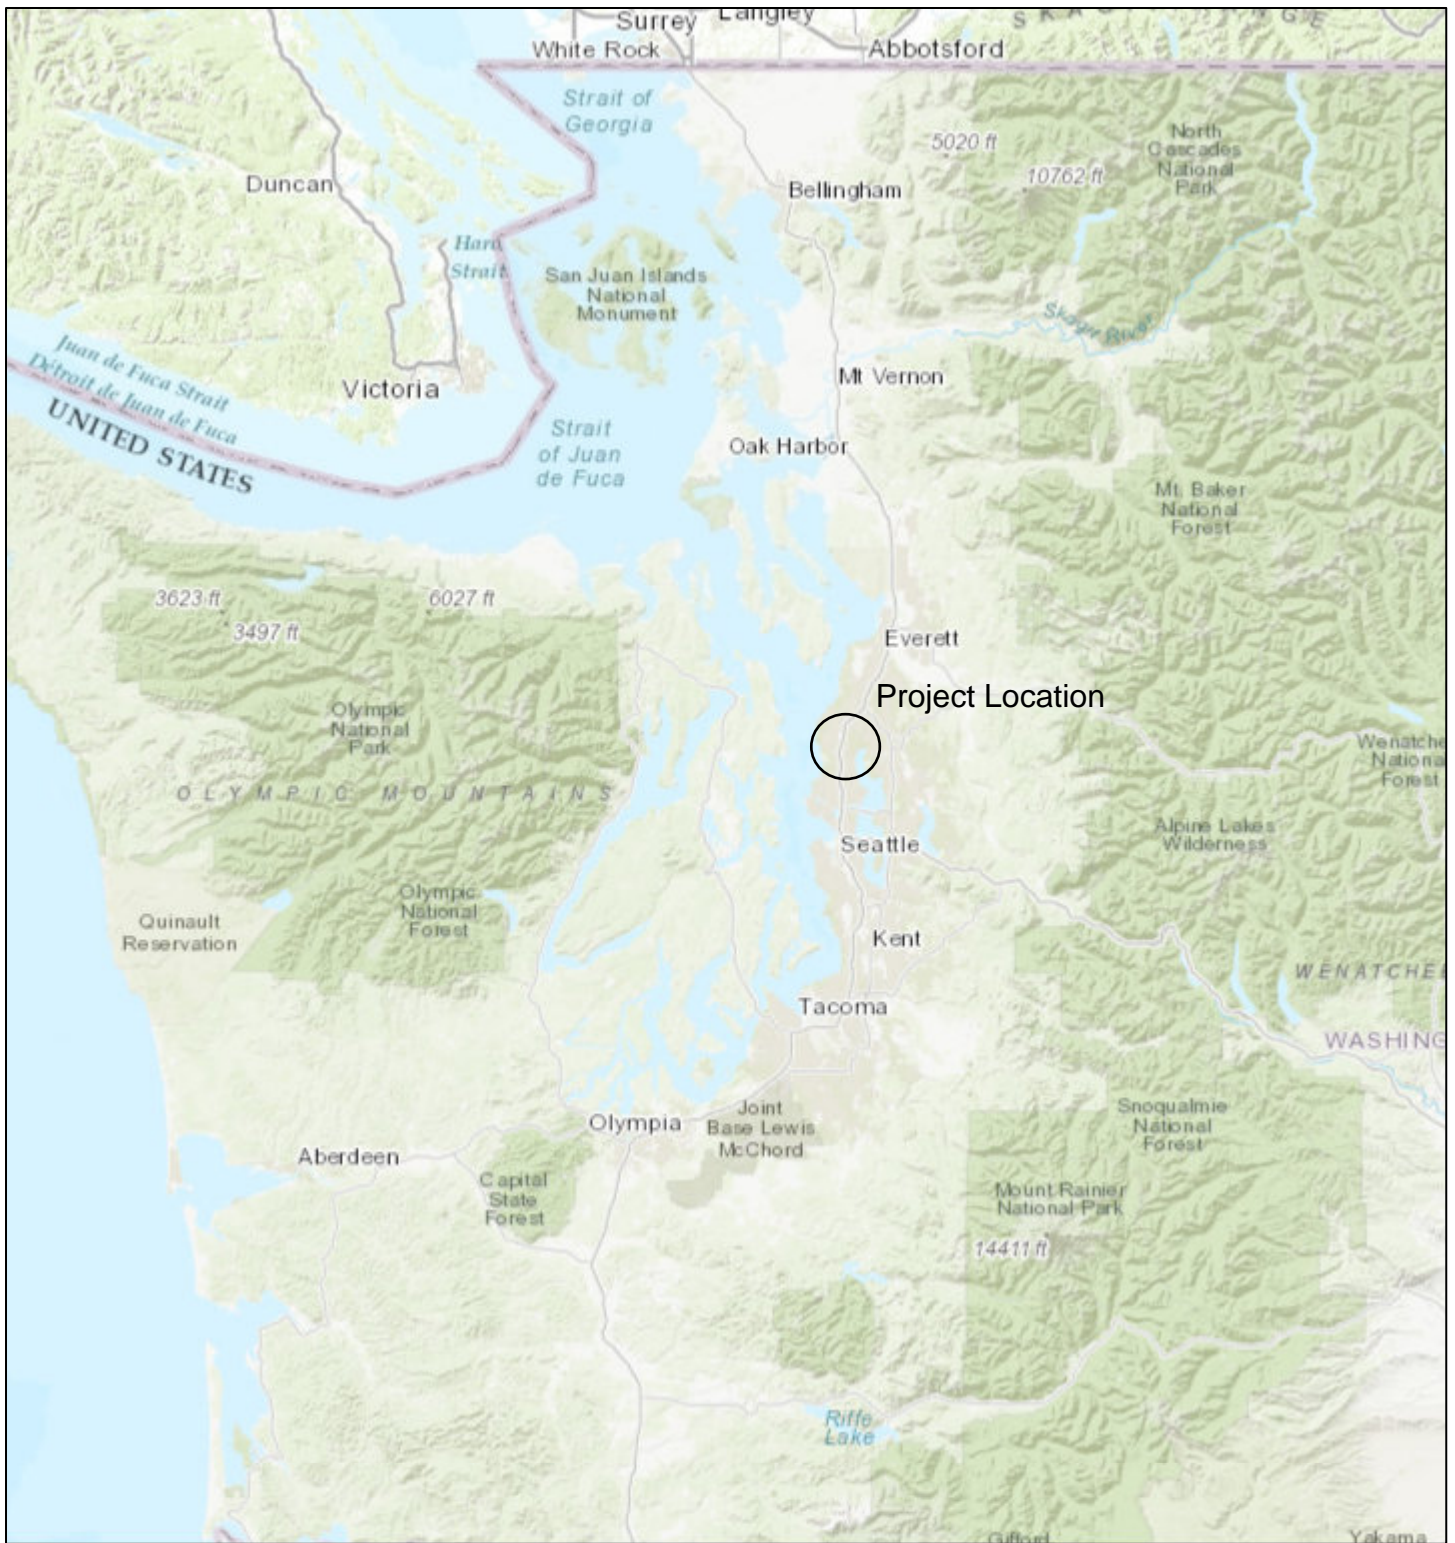 Surrey
Langley
SKAGIT RANGE
White Rock
Abbotsford
Strait of
Georgia
5020 ft
North
Cascades
National
Park
10762 ft
Duncan
Bellingham
Haro
Strait
San Juan Islands
National
Monument
Skagit River
Juan de Fuca Strait
Détroit de Juan de Fuca
UNITED STATES
Victoria
Mt Vernon
Strait
of Juan
de Fuca
Oak Harbor
Mt. Baker
National
Forest
3623 ft
6027 ft
3497 ft
Everett
Project Location
Olympic
National
Park
Wenatche
Nationa
Forest
OLYMPIC MOUNTAINS
Seattle
Alpine Lakes
Wilderness
Olympic
National
Forest
Quinault
Reservation
Kent
WENATCHEE
Tacoma
WASHING
Joint
Base Lewis
McChord
Snoqualmie
National
Forest
Olympia
Aberdeen
Capital
State
Forest
Mount Rainier
National Park
14411 ft
Riffe
Lake
Gifford
Yakama